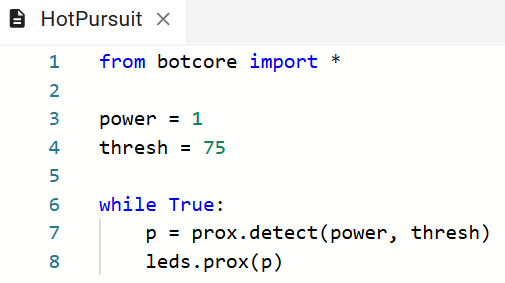 HotPursuit ×
1 from botcore import *
2
3 power = 1
4 thresh = 75
5
6 while True:
7     p = prox.detect(power, thresh)
8     leds.prox(p)